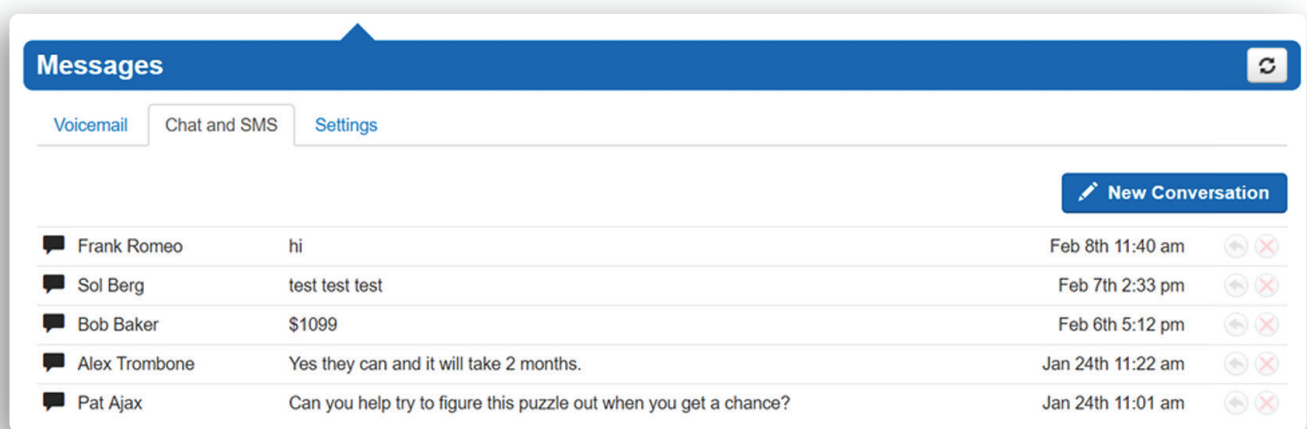 Messages
Voicemail Chat and SMS Settings
New Conversation
Frank Romeo hi Feb 8th 11:40 am
Sol Berg test test test Feb 7th 2:33 pm
Bob Baker $1099 Feb 6th 5:12 pm
Alex Trombone Yes they can and it will take 2 months. Jan 24th 11:22 am
Pat Ajax Can you help try to figure this puzzle out when you get a chance? Jan 24th 11:01 am